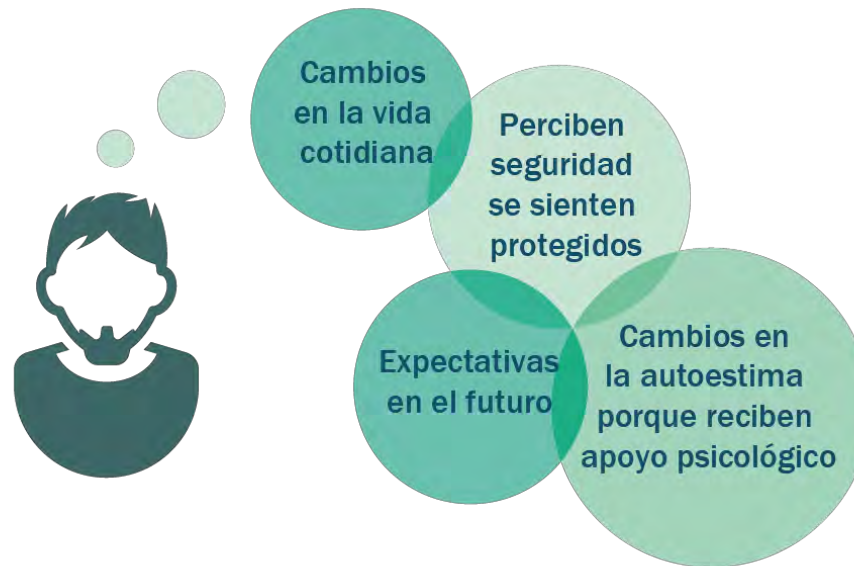 Cambios
en la vida
cotidiana
Perciben
seguridad
se sienten
protegidos
Expectativas
en el futuro
Cambios en
la autoestima
porque reciben
apoyo psicológico